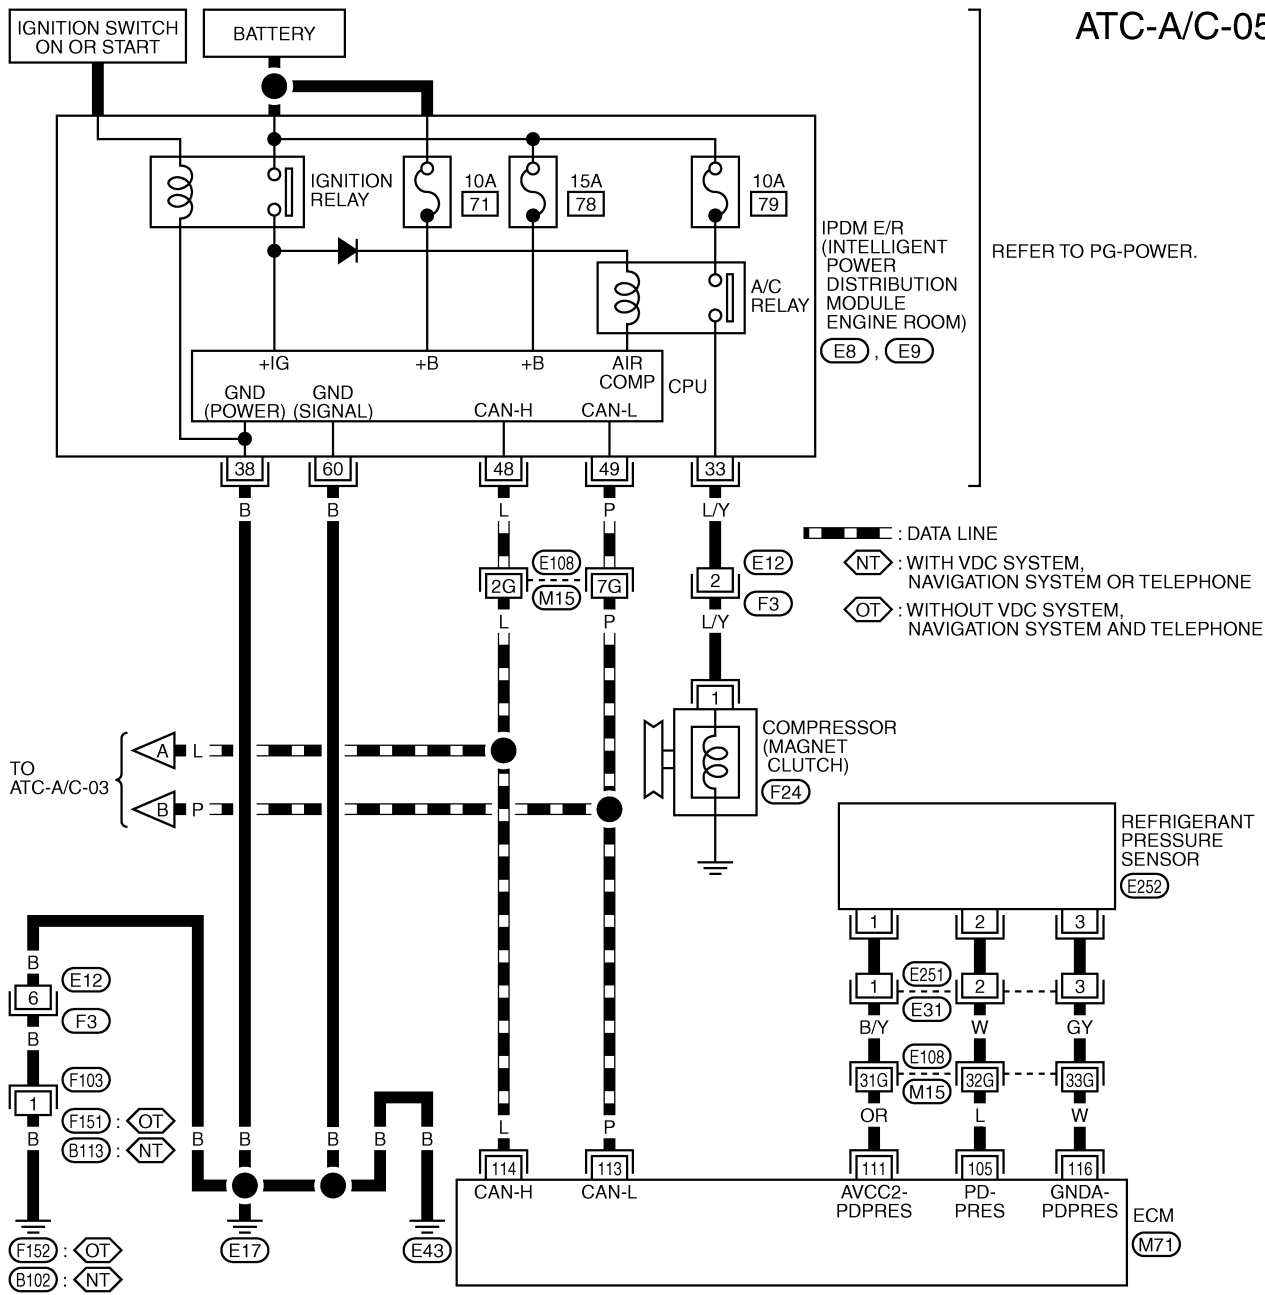 IGNITION SWITCH
ON OR START
BATTERY
ATC-A/C-05
IGNITION
RELAY
10A
71
15A
78
10A
79
IPDM E/R
(INTELLIGENT
POWER
DISTRIBUTION
MODULE
ENGINE ROOM)
E8 , E9
REFER TO PG-POWER.
A/C
RELAY
+IG
+B
+B
AIR
COMP
CPU
GND
(POWER)
GND
(SIGNAL)
CAN-H
CAN-L
38
60
48
49
33
B
B
L
P
L/Y
: DATA LINE
NT : WITH VDC SYSTEM,
NAVIGATION SYSTEM OR TELEPHONE
OT : WITHOUT VDC SYSTEM,
NAVIGATION SYSTEM AND TELEPHONE
2G
E108
M15
7G
2
E12
F3
L
P
L/Y
1
COMPRESSOR
(MAGNET
CLUTCH)
F24
TO
ATC-A/C-03
A
L
B
P
REFRIGERANT
PRESSURE
SENSOR
E252
1
2
3
B
6
E12
F3
B
1
F103
F151 : OT
B113 : NT
B
1
E251
E31
2
3
B/Y
W
GY
31G
E108
M15
32G
33G
OR
L
W
B
B
B
B
B
L
P
114
113
111
105
116
CAN-H
CAN-L
AVCC2-
PDPRES
PD-
PRES
GNDA-
PDPRES
ECM
M71
F152 : OT
B102 : NT
E17
E43